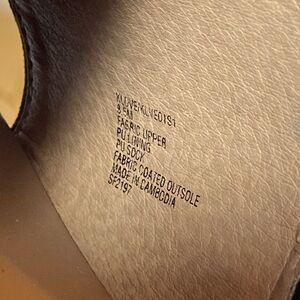 FABRIC UPPER
PU LINING
PU SOCK
FABRIC COATED OUTSOLE
MADE IN CAMBODIA
SP2197